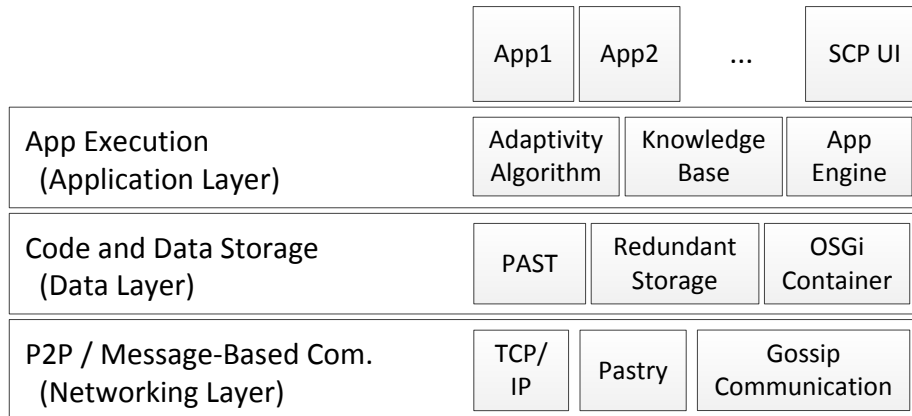 App1 App2 ... SCP UI
App Execution
(Application Layer)
Adaptivity
Algorithm
Knowledge
Base
App
Engine
Code and Data Storage
(Data Layer)
PAST
Redundant
Storage
OSGi
Container
P2P / Message-Based Com.
(Networking Layer)
TCP/
IP
Pastry
Gossip
Communication